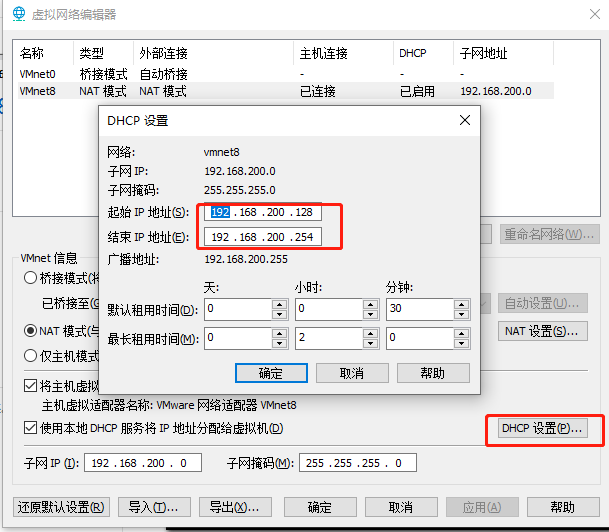 虚拟网络编辑器
名称 类型 外部连接 主机连接 DHCP 子网地址
VMnet0 桥接模式 自动桥接 - - -
VMnet8 NAT 模式 NAT 模式 已连接 已启用 192.168.200.0
DHCP 设置
网络: vmnet8
子网 IP: 192.168.200.0
子网掩码: 255.255.255.0
起始 IP 地址(S): 192 .168 .200 .128
结束 IP 地址(E): 192 .168 .200 .254
广播地址: 192.168.200.255
天: 小时: 分钟:
默认租用时间(D): 0 0 30
最长租用时间(M): 0 2 0
确定 取消 帮助
重命名网络(W)...
VMnet 信息
桥接模式(将
已桥接至(G 自动设置(U)...
NAT 模式(与 NAT 设置(S)...
仅主机模式
将主机虚拟
主机虚拟适配器名称: VMware 网络适配器 VMnet8
使用本地 DHCP 服务将 IP 地址分配给虚拟机(D) DHCP 设置(P)...
子网 IP (I): 192 .168 .200 . 0 子网掩码(M): 255 .255 .255 . 0
还原默认设置(R) 导入(T)... 导出(X)... 确定 取消 应用(A) 帮助